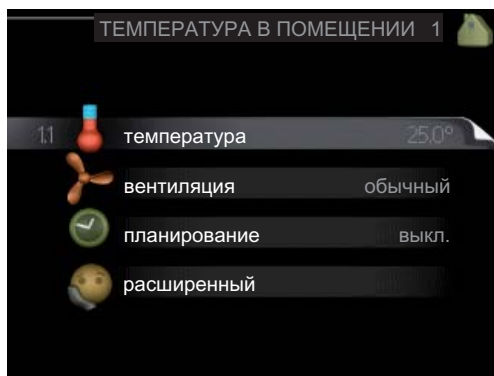 ТЕМПЕРАТУРА В ПОМЕЩЕНИИ 1
1.1 температура 25.0°
вентиляция обычный
планирование выкл.
расширенный